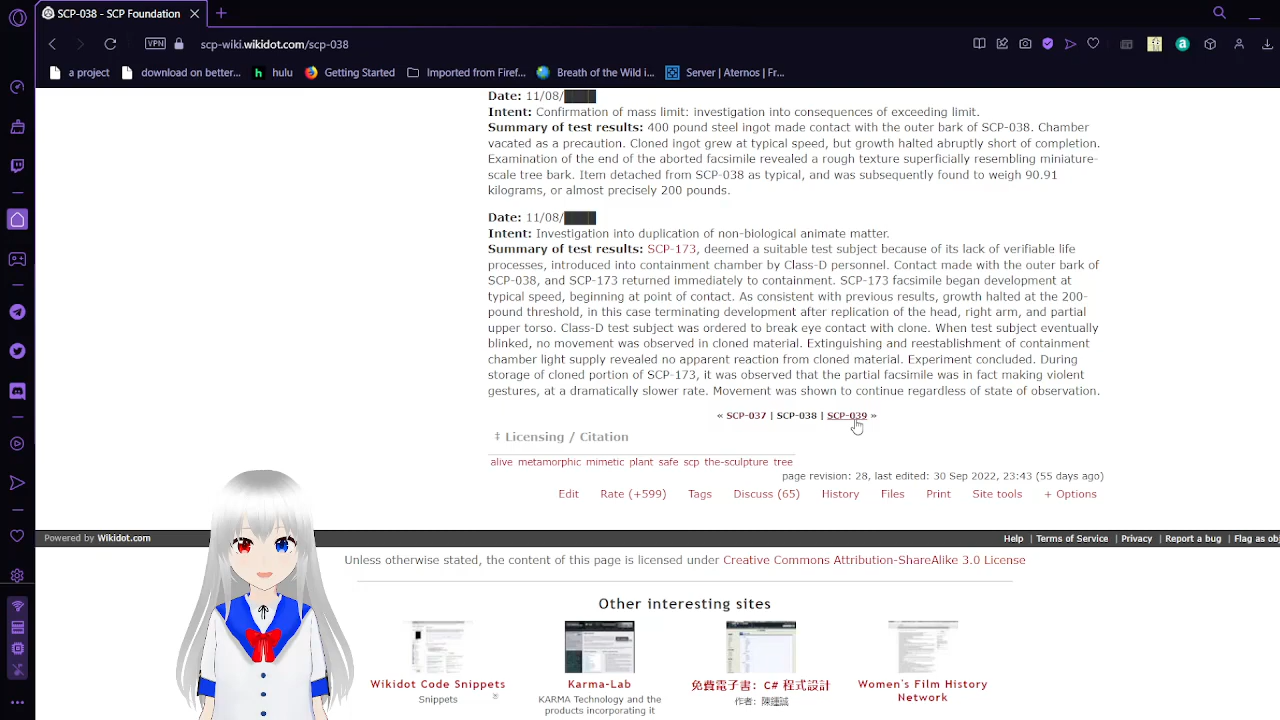 SCP-038 - SCP Foundation
VPN
scp-wiki.wikidot.com/scp-038
a project
download on better...
hulu
Getting Started
Imported from Firef...
Breath of the Wild i...
Server | Aternos | Fr...
Date: 11/08/
Intent: Confirmation of mass limit: investigation into consequences of exceeding limit.
Summary of test results: 400 pound steel ingot made contact with the outer bark of SCP-038. Chamber
vacated as a precaution. Cloned ingot grew at typical speed, but growth halted abruptly short of completion.
Examination of the end of the aborted facsimile revealed a rough texture superficially resembling miniature-
scale tree bark. Item detached from SCP-038 as typical, and was subsequently found to weigh 90.91
kilograms, or almost precisely 200 pounds.
Date: 11/08/
Intent: Investigation into duplication of non-biological animate matter.
Summary of test results: SCP-173, deemed a suitable test subject because of its lack of verifiable life
processes, introduced into containment chamber by Class-D personnel. Contact made with the outer bark of
SCP-038, and SCP-173 returned immediately to containment. SCP-173 facsimile began development at
typical speed, beginning at point of contact. As consistent with previous results, growth halted at the 200-
pound threshold, in this case terminating development after replication of the head, right arm, and partial
upper torso. Class-D test subject was ordered to break eye contact with clone. When test subject eventually
blinked, no movement was observed in cloned material. Extinguishing and reestablishment of containment
chamber light supply revealed no apparent reaction from cloned material. Experiment concluded. During
storage of cloned portion of SCP-173, it was observed that the partial facsimile was in fact making violent
gestures, at a dramatically slower rate. Movement was shown to continue regardless of state of observation.
« SCP-037 | SCP-038 | SCP-039 »
‡ Licensing / Citation
alive metamorphic mimetic plant safe scp the-sculpture tree
page revision: 28, last edited: 30 Sep 2022, 23:43 (55 days ago)
Edit Rate (+599) Tags Discuss (65) History Files Print Site tools + Options
Powered by Wikidot.com
Help | Terms of Service | Privacy | Report a bug | Flag as obj
Unless otherwise stated, the content of this page is licensed under Creative Commons Attribution-ShareAlike 3.0 License
Other interesting sites
Wikidot Code Snippets
Snippets
Karma-Lab
KARMA Technology and the
products incorporating it
免費電子書：C# 程式設計
作者：陳鍾誠
Women's Film History
Network